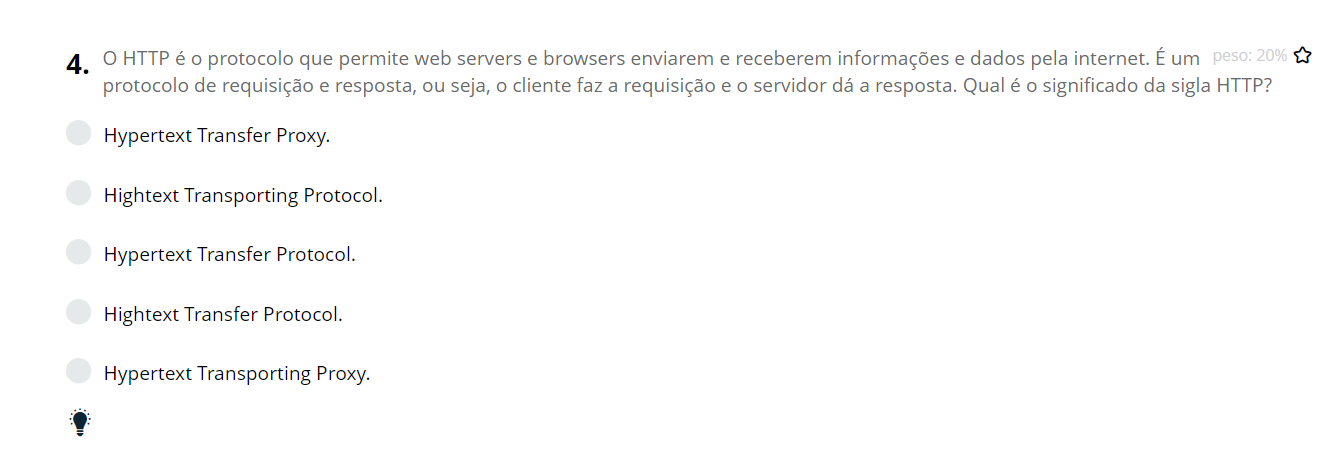 4. O HTTP é o protocolo que permite web servers e browsers enviarem e receberem informações e dados pela internet. É um peso: 20%
protocolo de requisição e resposta, ou seja, o cliente faz a requisição e o servidor dá a resposta. Qual é o significado da sigla HTTP?
Hypertext Transfer Proxy.
Hightext Transporting Protocol.
Hypertext Transfer Protocol.
Hightext Transfer Protocol.
Hypertext Transporting Proxy.